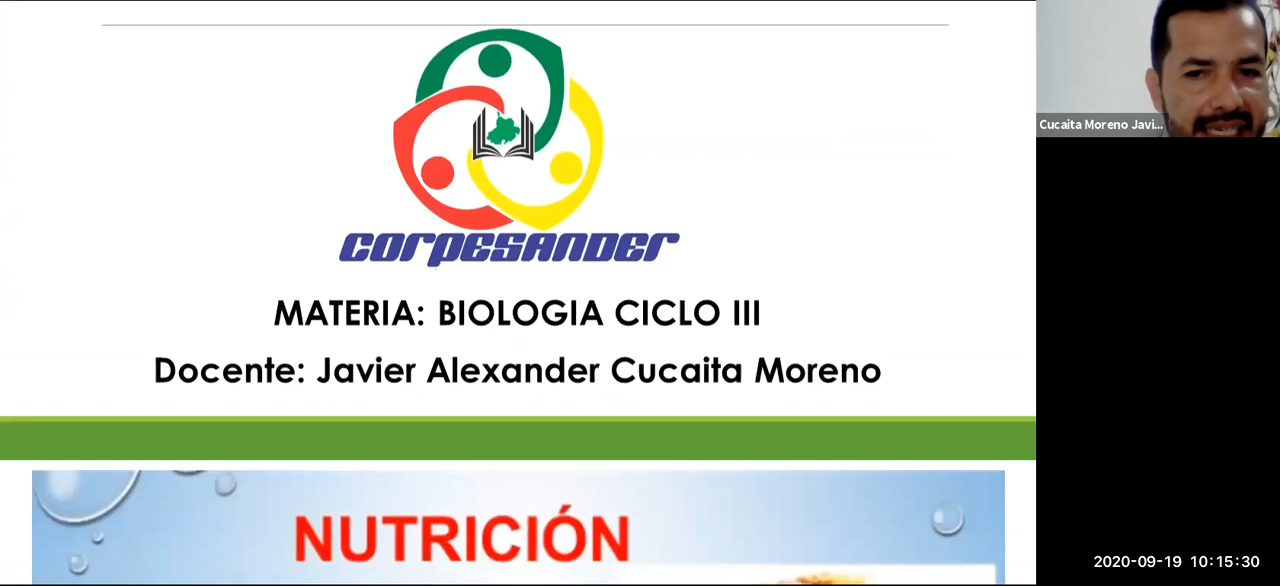 CORPESANDER
MATERIA: BIOLOGIA CICLO III
Docente: Javier Alexander Cucaita Moreno
NUTRICIÓN
Cucaita Moreno Javi...
2020-09-19 10:15:30